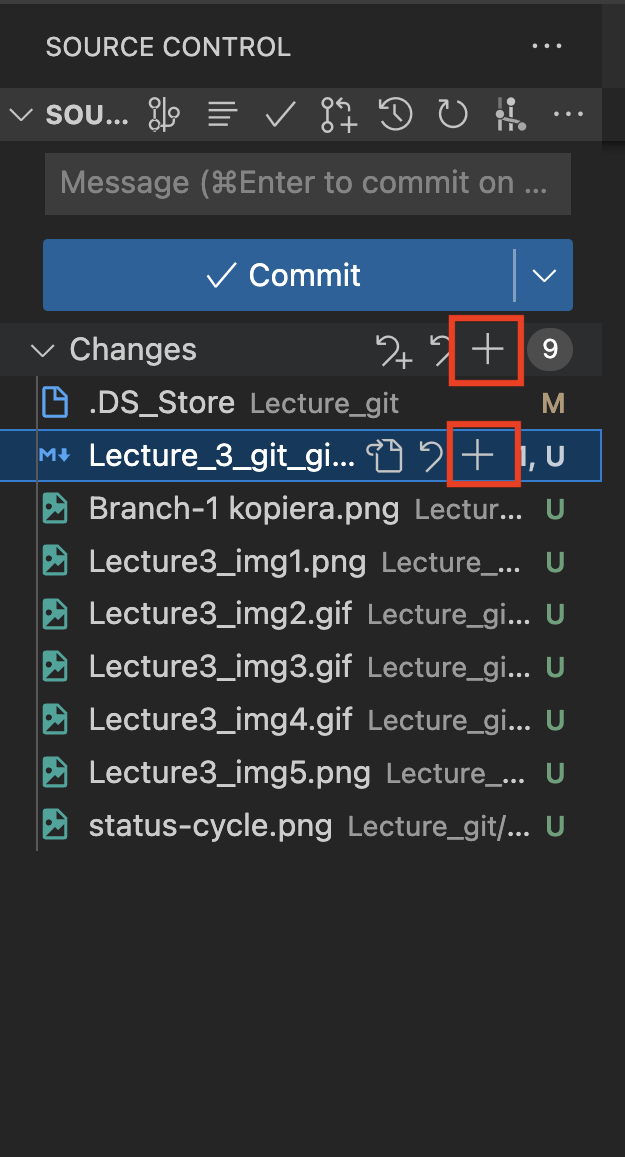 SOURCE CONTROL
SOU...
Message (⌘Enter to commit on ...
Commit
Changes 9
.DS_Store Lecture_git M
M Lecture_3_git_gi... , U
Branch-1 kopiera.png Lectur... U
Lecture3_img1.png Lecture_... U
Lecture3_img2.gif Lecture_gi... U
Lecture3_img3.gif Lecture_gi... U
Lecture3_img4.gif Lecture_gi... U
Lecture3_img5.png Lecture_... U
status-cycle.png Lecture_git/... U